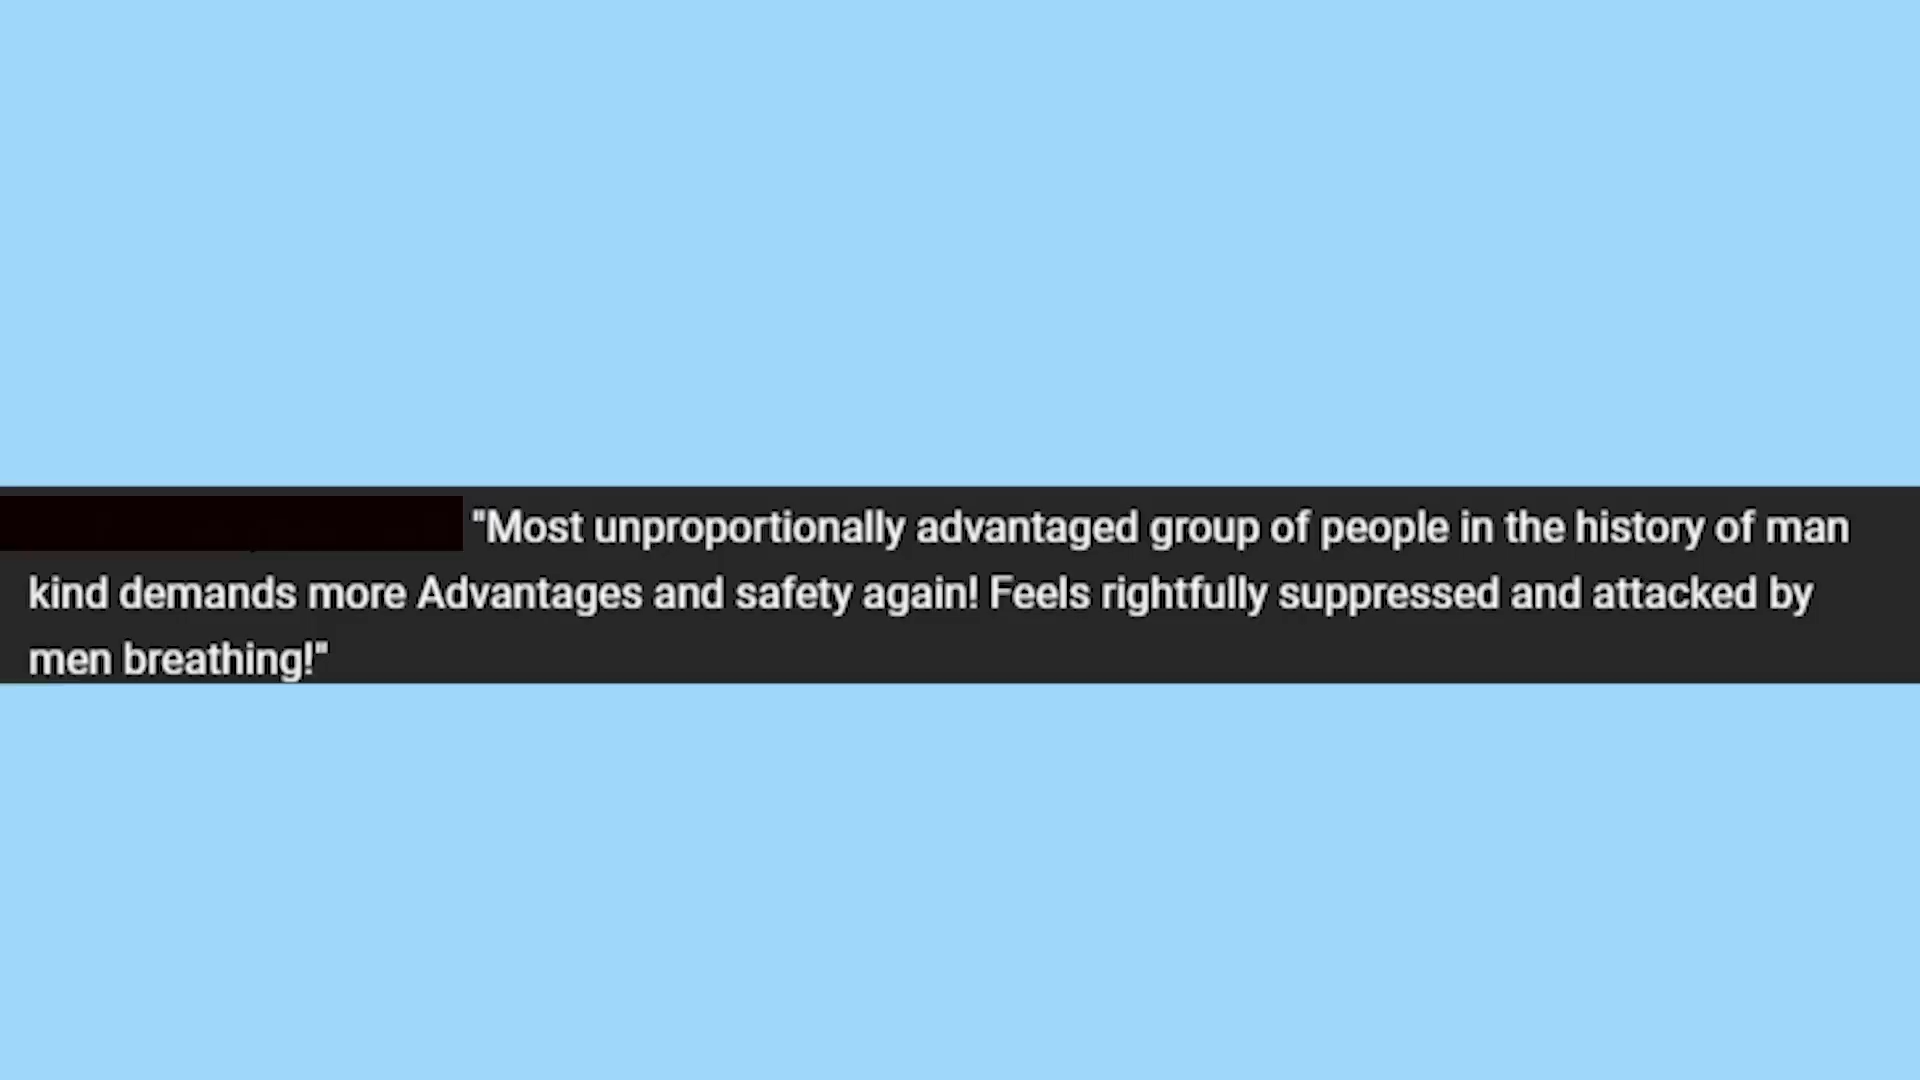 "Most unproportionally advantaged group of people in the history of man
kind demands more Advantages and safety again! Feels rightfully suppressed and attacked by
men breathing!"